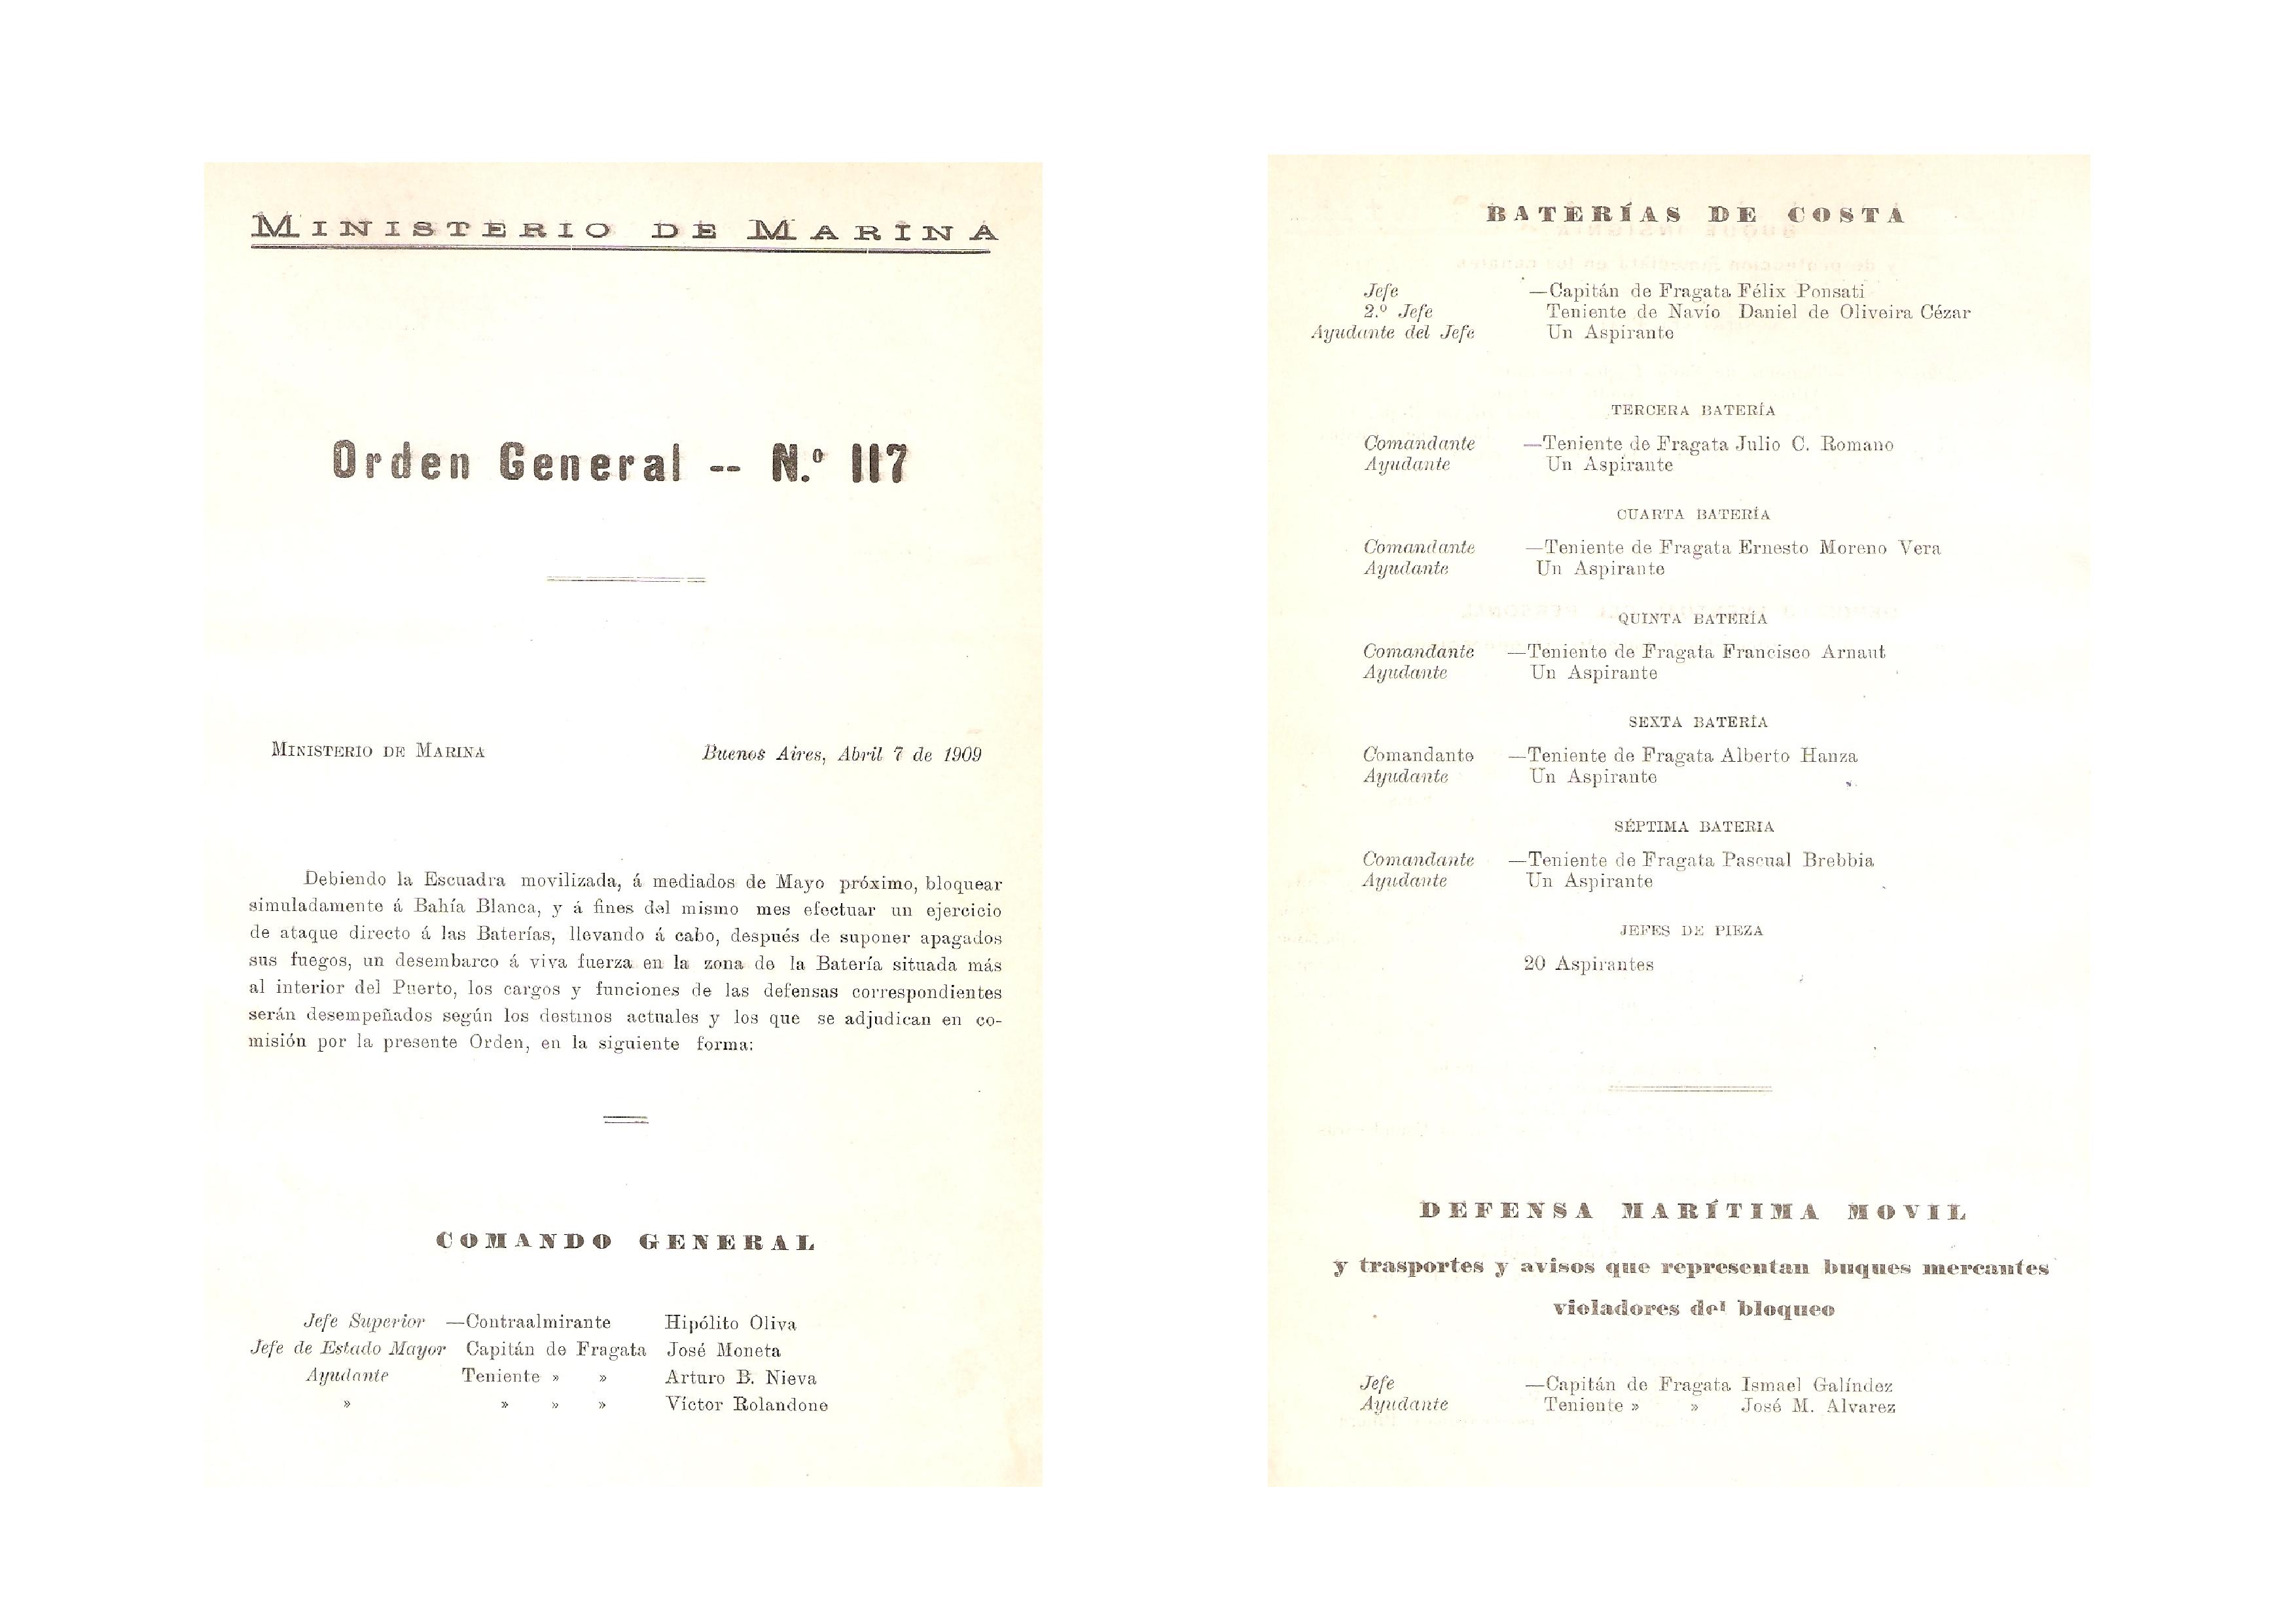 MINISTERIO DE MARINA
Orden General -- N.º 117
MINISTERIO DE MARINA Buenos Aires, Abril 7 de 1909
Debiendo la Escuadra movilizada, á mediados de Mayo próximo, bloquear
simuladamente á Bahía Blanca, y á fines del mismo mes efectuar un ejercicio
de ataque directo á las Baterías, llevando á cabo, después de suponer apagados
sus fuegos, un desembarco á viva fuerza en la zona de la Batería situada más
al interior del Puerto, los cargos y funciones de las defensas correspondientes
serán desempeñados según los destinos actuales y los que se adjudican en co-
misión por la presente Orden, en la siguiente forma:
COMANDO GENERAL
Jefe Superior —Contraalmirante Hipólito Oliva
Jefe de Estado Mayor Capitán de Fragata José Moneta
Ayudante Teniente » » Arturo B. Nieva
» » » » Víctor Rolandone
BATERÍAS DE COSTA
Jefe —Capitán de Fragata Félix Ponsati
2.º Jefe Teniente de Navío Daniel de Oliveira Cézar
Ayudante del Jefe Un Aspirante
TERCERA BATERÍA
Comandante —Teniente de Fragata Julio C. Romano
Ayudante Un Aspirante
CUARTA BATERÍA
Comandante —Teniente de Fragata Ernesto Moreno Vera
Ayudante Un Aspirante
QUINTA BATERÍA
Comandante —Teniente de Fragata Francisco Arnaut
Ayudante Un Aspirante
SEXTA BATERÍA
Comandante —Teniente de Fragata Alberto Hanza
Ayudante Un Aspirante
SÉPTIMA BATERIA
Comandante —Teniente de Fragata Pascual Brebbia
Ayudante Un Aspirante
JEFES DE PIEZA
20 Aspirantes
DEFENSA MARÍTIMA MOVIL
y trasportes y avisos que representan buques mercantes
violadores del bloqueo
Jefe —Capitán de Fragata Ismael Galíndez
Ayudante Teniente » » José M. Alvarez